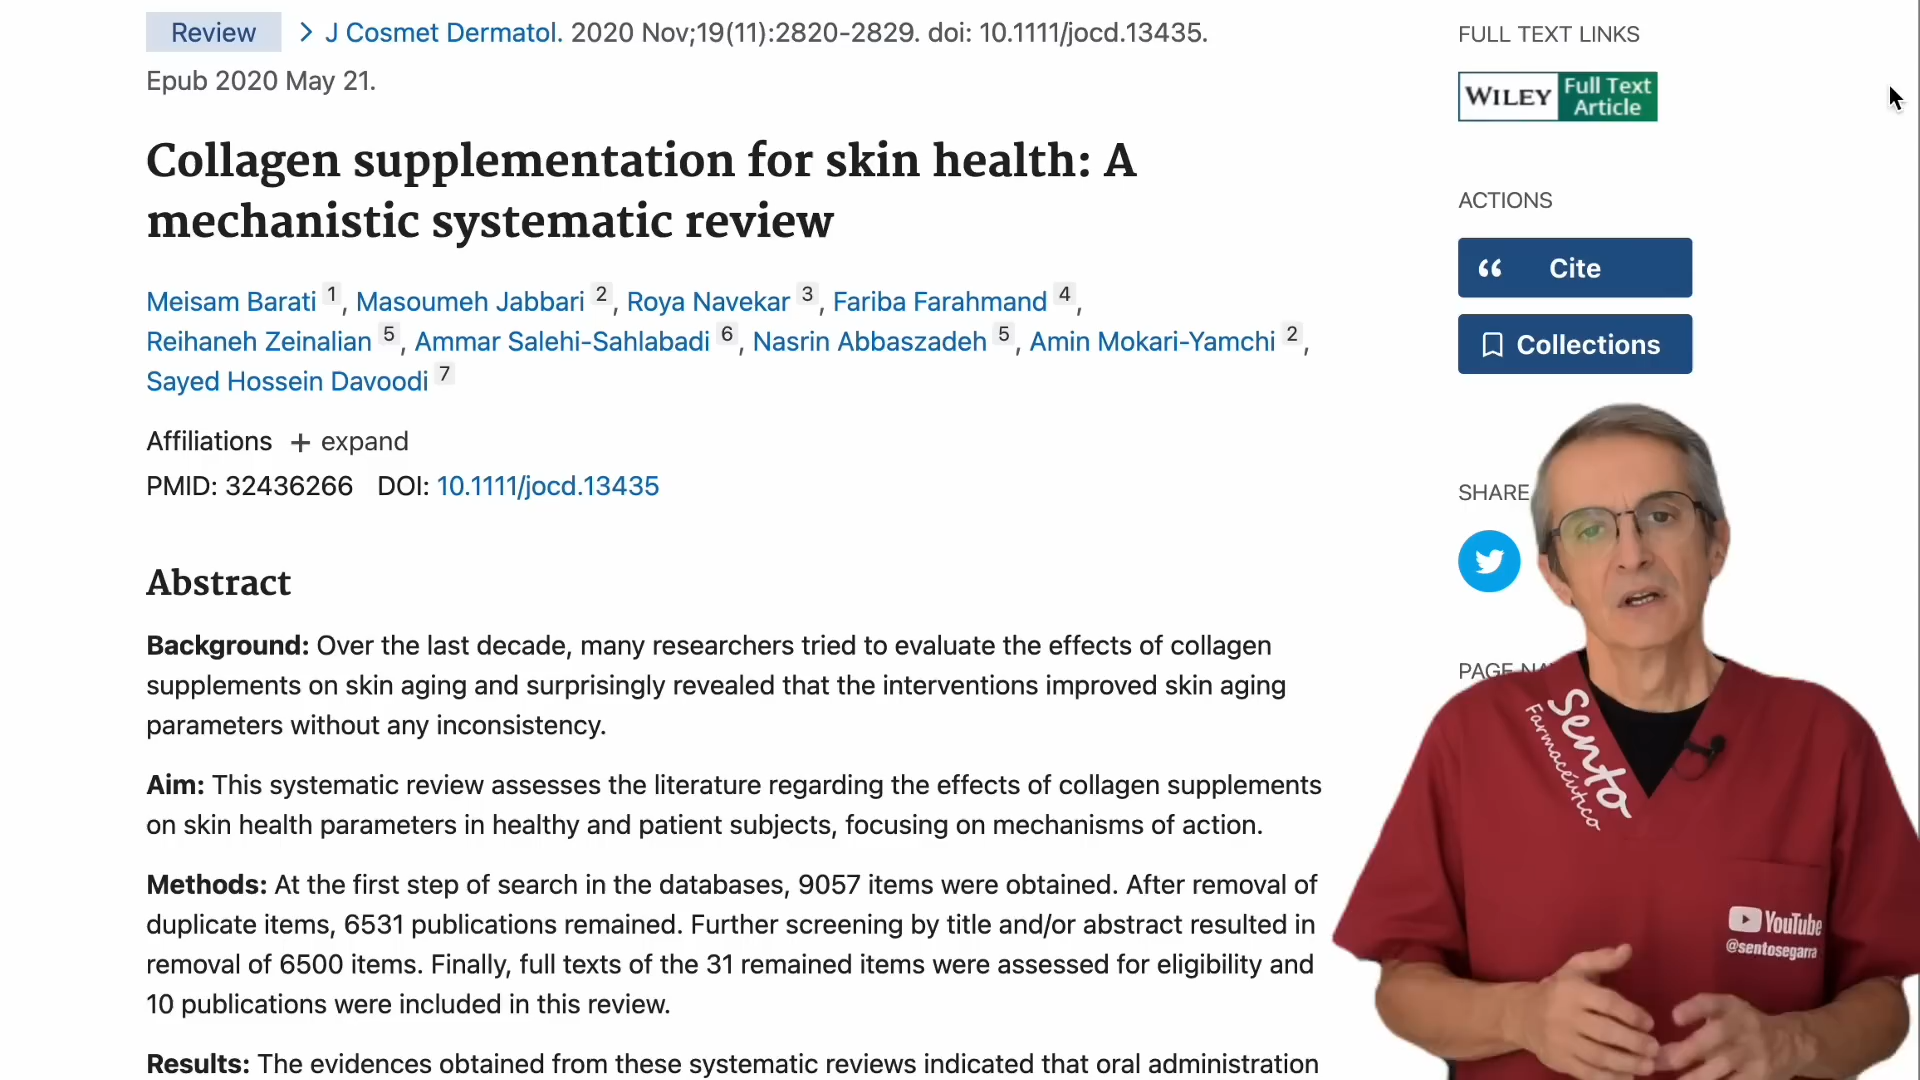 Review > J Cosmet Dermatol. 2020 Nov;19(11):2820-2829. doi: 10.1111/jocd.13435.
Epub 2020 May 21.
Collagen supplementation for skin health: A
mechanistic systematic review
Meisam Barati 1, Masoumeh Jabbari 2, Roya Navekar 3, Fariba Farahmand 4,
Reihaneh Zeinalian 5, Ammar Salehi-Sahlabadi 6, Nasrin Abbaszadeh 5, Amin Mokari-Yamchi 2,
Sayed Hossein Davoodi 7
Affiliations + expand
PMID: 32436266 DOI: 10.1111/jocd.13435
Abstract
Background: Over the last decade, many researchers tried to evaluate the effects of collagen
supplements on skin aging and surprisingly revealed that the interventions improved skin aging
parameters without any inconsistency.
Aim: This systematic review assesses the literature regarding the effects of collagen supplements
on skin health parameters in healthy and patient subjects, focusing on mechanisms of action.
Methods: At the first step of search in the databases, 9057 items were obtained. After removal of
duplicate items, 6531 publications remained. Further screening by title and/or abstract resulted in
removal of 6500 items. Finally, full texts of the 31 remained items were assessed for eligibility and
10 publications were included in this review.
Results: The evidences obtained from these systematic reviews indicated that oral administration
FULL TEXT LINKS
WILEY Full Text
Article
ACTIONS
Cite
Collections
SHARE
PAGE
Sento
Farmacéutico
YouTube
@sentosegarra